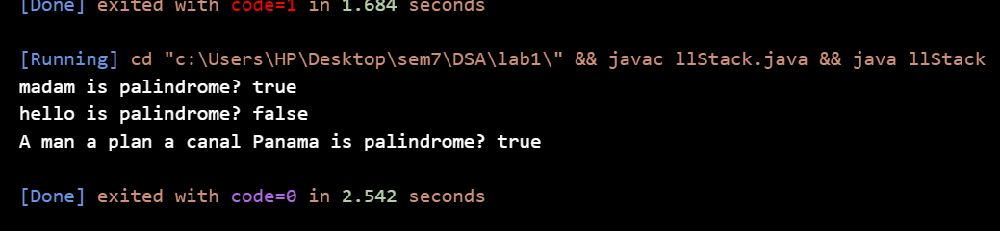 [Done] exited with code=1 in 1.684 seconds
[Running] cd "c:\Users\HP\Desktop\sem7\DSA\lab1\" && javac llStack.java && java llStack
madam is palindrome? true
hello is palindrome? false
A man a plan a canal Panama is palindrome? true
[Done] exited with code=0 in 2.542 seconds